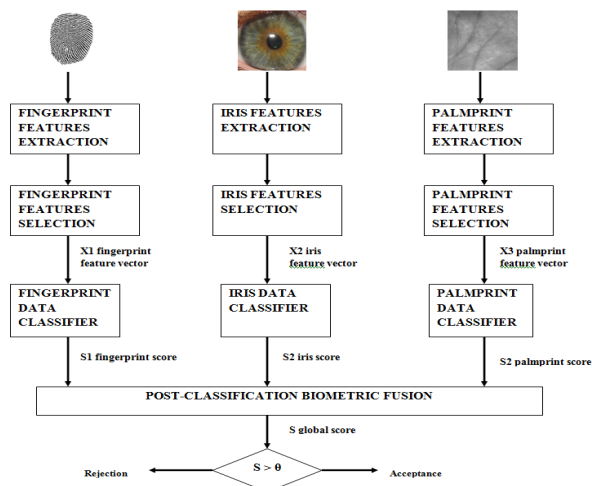 FINGERPRINT
FEATURES
EXTRACTION
IRIS FEATURES
EXTRACTION
PALMPRINT
FEATURES
EXTRACTION
FINGERPRINT
FEATURES
SELECTION
IRIS FEATURES
SELECTION
PALMPRINT
FEATURES
SELECTION
X1 fingerprint
feature vector
X2 iris
feature vector
X3 palmprint
feature vector
FINGERPRINT
DATA
CLASSIFIER
IRIS DATA
CLASSIFIER
PALMPRINT
DATA
CLASSIFIER
S1 fingerprint score
S2 iris score
S2 palmprint score
POST-CLASSIFICATION BIOMETRIC FUSION
S global score
S > θ
Rejection
Acceptance